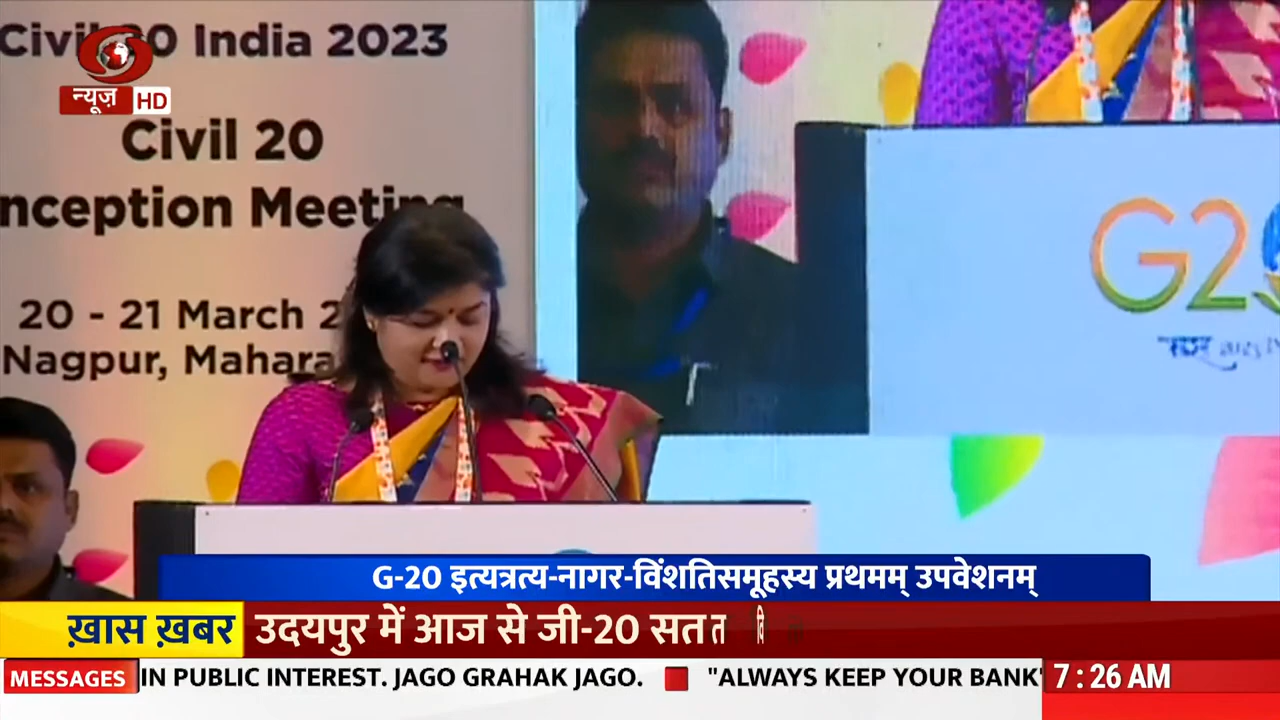 Civil 20 India 2023
न्यूज़ HD
Civil 20
nception Meeting
20 - 21 March 2
Nagpur, Mahara
G20
G-20 इत्यत्रत्य-नागर-विंशतिसमूहस्य प्रथमम् उपवेशनम्
ख़ास ख़बर उदयपुर में आज से जी-20 सतत
MESSAGES IN PUBLIC INTEREST. JAGO GRAHAK JAGO. "ALWAYS KEEP YOUR BANK 7:26 AM